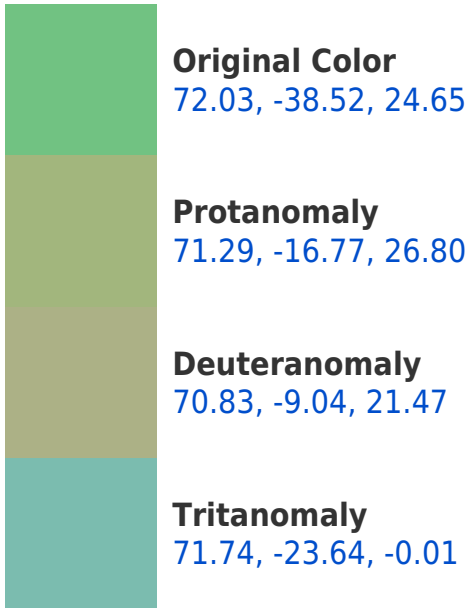 Original Color
72.03, -38.52, 24.65
Protanomaly
71.29, -16.77, 26.80
Deuteranomaly
70.83, -9.04, 21.47
Tritanomaly
71.74, -23.64, -0.01